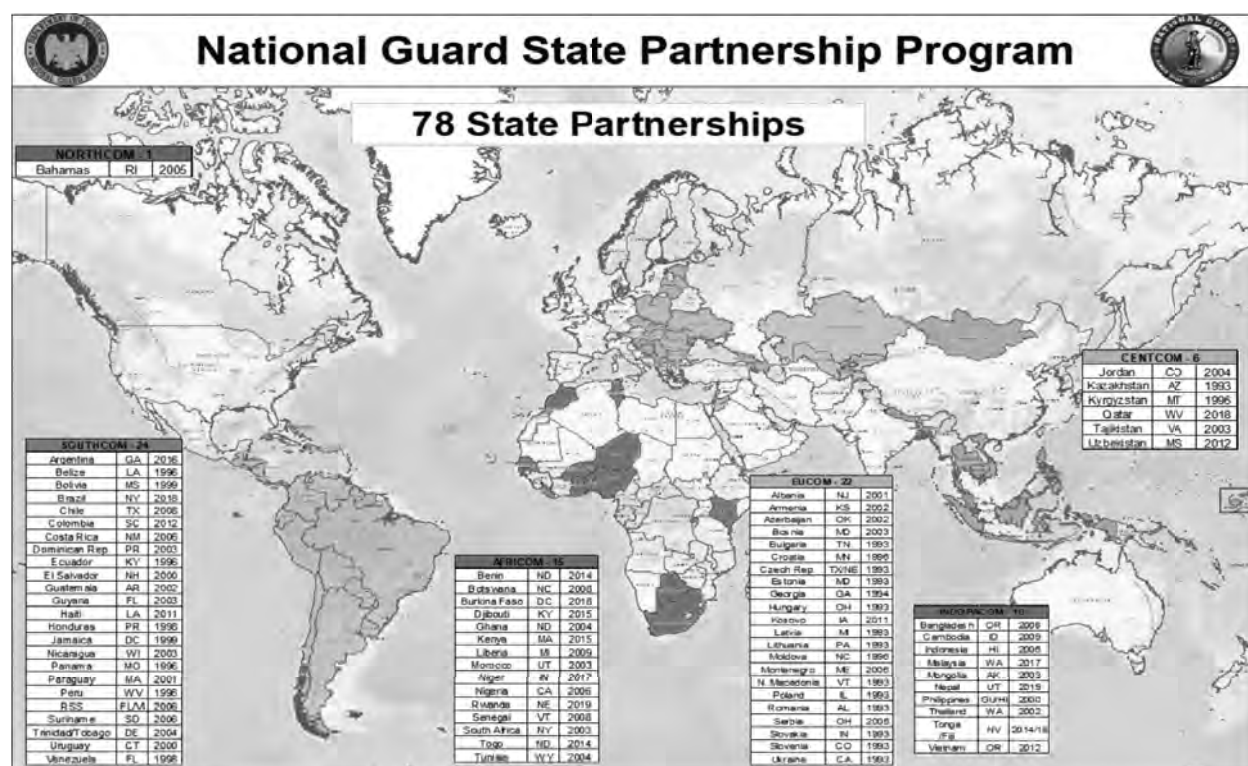 National Guard State Partnership Program
78 State Partnerships
NORTHCOM - 1
Bahamas RI 2005
CENTCOM - 6
Jordan CO 2004
Kazakhstan AZ 1993
Kyrgyzstan MT 1996
Qatar WV 2018
Tajikistan VA 2003
Uzbekistan MS 2012
SOUTHCOM - 24
Argentina GA 2016
Belize LA 1996
Bolivia MS 1999
Brazil NY 2018
Chile TX 2008
Colombia SC 2012
Costa Rica NM 2006
Dominican Rep PR 2003
Ecuador KY 1996
El Salvador NH 2000
Guatemala AR 2002
Guyana FL 2003
Haiti LA 2011
Honduras PR 1998
Jamaica DC 1999
Nicaragua WI 2003
Panama MO 1996
Paraguay MA 2001
Peru WV 1996
RSS 2006
Suriname SD 2006
Trinidad/Tobago DE 2004
Uruguay CT 2000
Venezuela FL 1998
AFRICOM - 15
Benin ND 2014
Botswana NC 2008
Burkina Faso DC 2018
Djibouti KY 2015
Ghana ND 2004
Kenya MA 2015
Liberia MI 2009
Morocco UT 2003
Niger IN 2017
Nigeria CA 2006
Rwanda NE 2019
Senegal VT 2008
South Africa NY 2003
Togo ND 2014
Tunisia WY 2004
EUCOM - 22
Albania NJ 2001
Armenia KS 2002
Azerbaijan OK 2002
Bosnia MD 2003
Bulgaria TN 1993
Croatia MN 1996
Czech Rep. TX/NE 1993
Estonia MD 1993
Georgia GA 1994
Hungary OH 1993
Kosovo IA 2011
Latvia MI 1993
Lithuania PA 1993
Moldova NC 1996
Montenegro ME 2006
N. Macedonia VT 1993
Poland IL 1993
Romania AL 1993
Serbia OH 2005
Slovakia IN 1993
Slovenia CO 1993
Ukraine CA 1993
INDOPACOM - 10
Bangladesh OR 2008
Cambodia ID 2009
Indonesia HI 2006
Malaysia WA 2017
Mongolia AK 2003
Nepal UT 2019
Philippines GU/HI 2000
Thailand WA 2002
Tonga
/Fiji NV 2014/18
Vietnam OR 2012